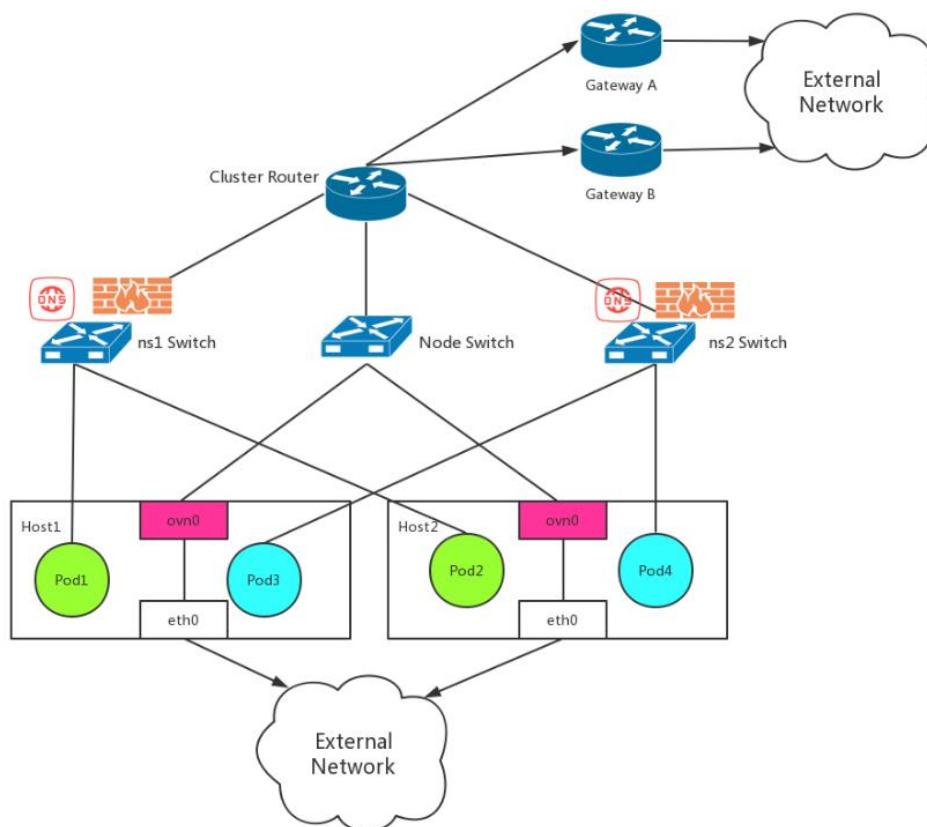 External
Network
Gateway A
Gateway B
Cluster Router
DNS
DNS
ns1 Switch
Node Switch
ns2 Switch
Host1
ovn0
Host2
ovn0
Pod1
Pod3
Pod2
Pod4
eth0
eth0
External
Network